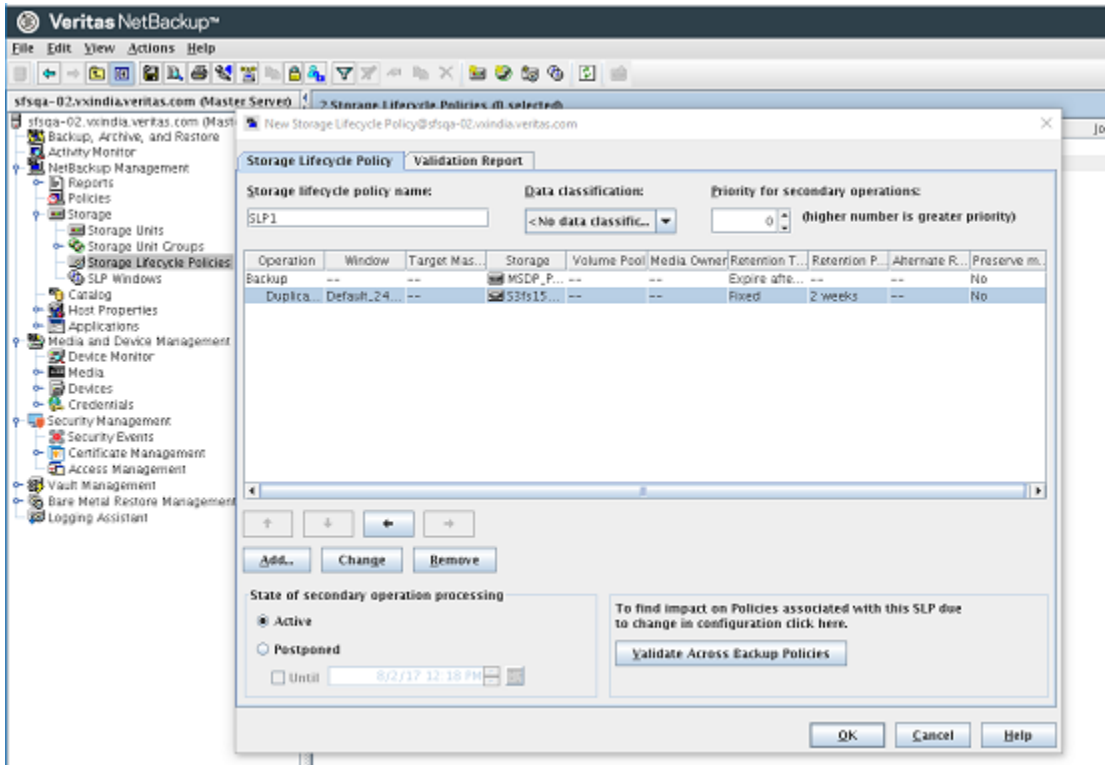 Veritas NetBackup™
File Edit View Actions Help
sfsqa-02.vxindia.veritas.com (Master Server)
2 Storage Lifecycle Policies (0 selected)
sfsqa-02.vxindia.veritas.com (Mast
Backup, Archive, and Restore
Activity Monitor
NetBackup Management
Reports
Policies
Storage
Storage Units
Storage Unit Groups
Storage Lifecycle Policies
SLP Windows
Catalog
Host Properties
Applications
Media and Device Management
Device Monitor
Media
Devices
Credentials
Security Management
Security Events
Certificate Management
Access Management
Vault Management
Bare Metal Restore Management
Logging Assistant
Jo
New Storage Lifecycle Policy@sfsqa-02.vxindia.veritas.com
Storage Lifecycle Policy Validation Report
Storage lifecycle policy name: Data classification: Priority for secondary operations:
SLP1 <No data classific... 0 (higher number is greater priority)
Operation Window Target Mas... Storage Volume Pool Media Owner Retention T... Retention P... Alternate R... Preserve m...
Backup -- -- MSDP_P... -- -- Expire afte... -- -- No
Duplica... Default_24... -- S3fs15... -- -- Fixed 2 weeks -- No
Add... Change Remove
State of secondary operation processing
Active
Postponed
Until 8/2/17 12:18 PM
To find impact on Policies associated with this SLP due
to change in configuration click here.
Validate Across Backup Policies
OK Cancel Help